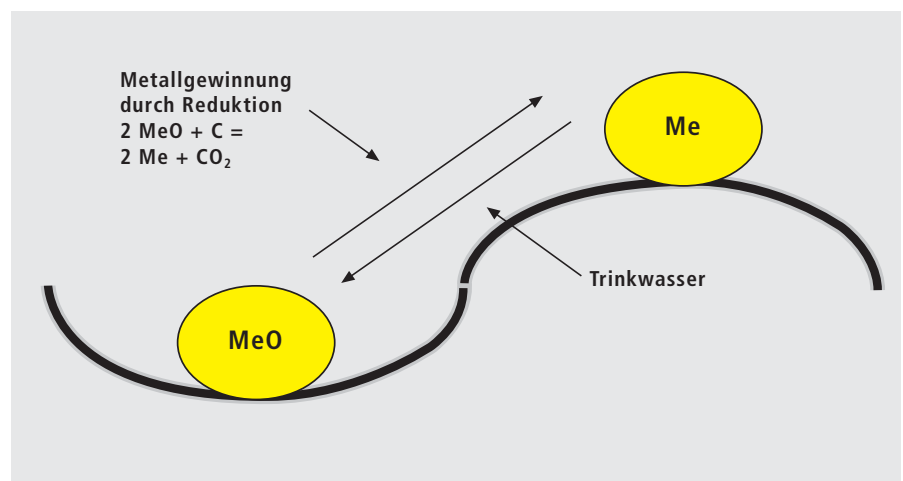 Metallgewinnung
durch Reduktion
2 MeO + C =
2 Me + CO₂
Me
Trinkwasser
MeO